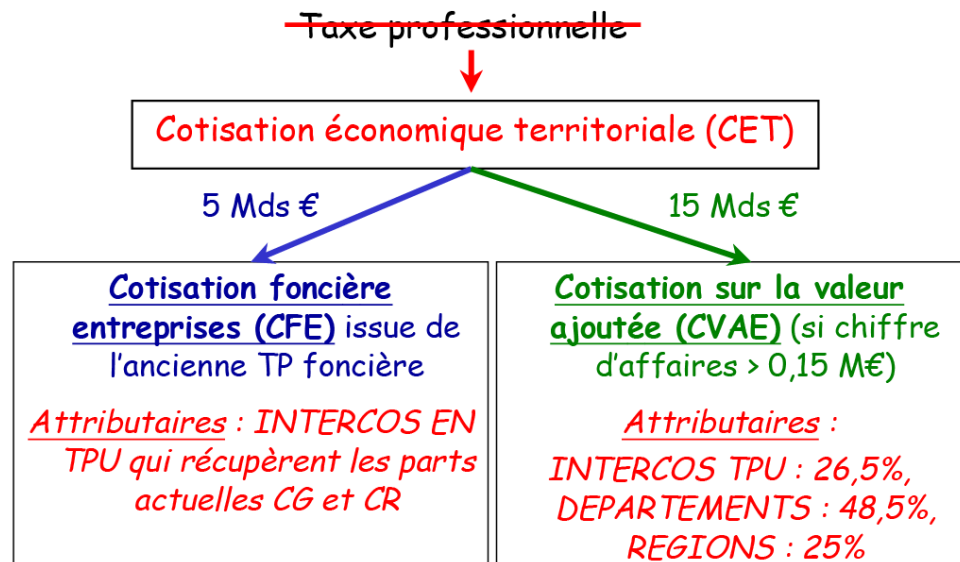 Taxe professionnelle
Cotisation économique territoriale (CET)
5 Mds €
15 Mds €
Cotisation foncière
entreprises (CFE) issue de
l'ancienne TP foncière
Attributaires : INTERCOS EN
TPU qui récupèrent les parts
actuelles CG et CR
Cotisation sur la valeur
ajoutée (CVAE) (si chiffre
d'affaires > 0,15 M€)
Attributaires :
INTERCOS TPU : 26,5%,
DEPARTEMENTS : 48,5%,
REGIONS : 25%